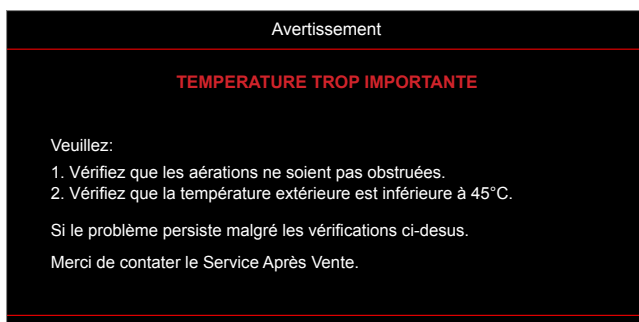 Avertissement
TEMPERATURE TROP IMPORTANTE
Veuillez:
1. Vérifiez que les aérations ne soient pas obstruées.
2. Vérifiez que la température extérieure est inférieure à 45°C.
Si le problème persiste malgré les vérifications ci-desus.
Merci de contater le Service Après Vente.